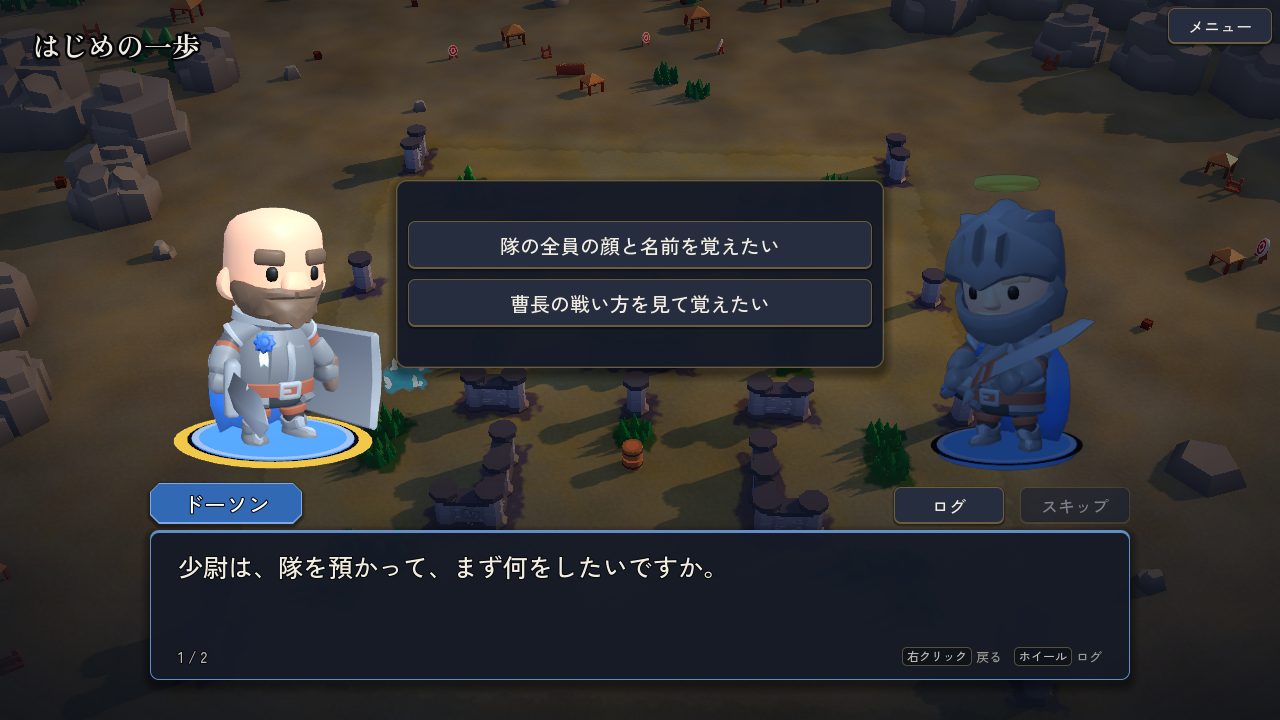 はじめの一歩
メニュー
隊の全員の顔と名前を覚えたい
曹長の戦い方を見て覚えたい
ドーソン
ログ
スキップ
少尉は、隊を預かって、まず何をしたいですか。
1 / 2
右クリック 戻る ホイール ログ